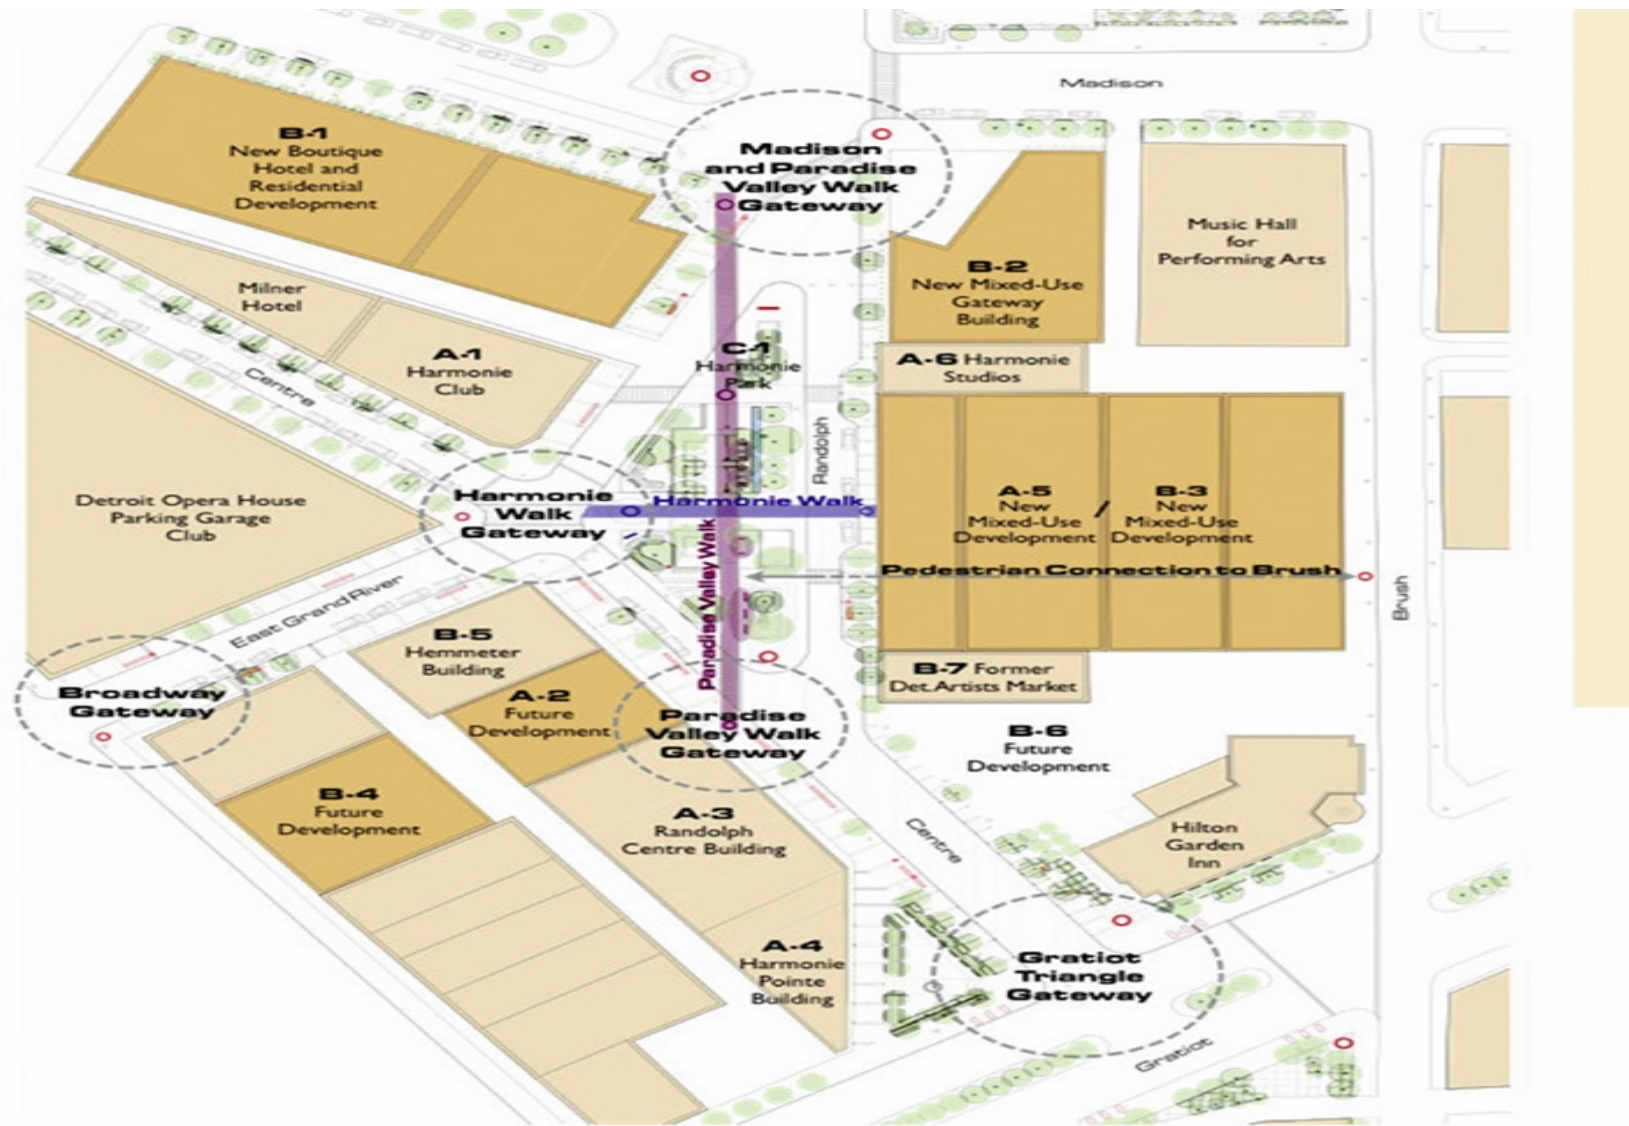 Madison
B-1
New Boutique
Hotel and
Residential
Development
Madison
and Paradise
Valley Walk
Gateway
Music Hall
for
Performing Arts
B-2
New Mixed-Use
Gateway
Building
Milner
Hotel
A-1
Harmonie
Club
C-1
Harmonie
Park
A-6 Harmonie
Studios
Centre
Randolph
Detroit Opera House
Parking Garage
Club
Harmonie
Walk
Gateway
Harmonie Walk
A-5
New
Mixed-Use
Development
/
B-3
New
Mixed-Use
Development
Pedestrian Connection to Brush
Brush
Paradise Valley Walk
East Grand River
B-5
Hemmeter
Building
B-7 Former
Det.Artists Market
Broadway
Gateway
A-2
Future
Development
Paradise
Valley Walk
Gateway
B-6
Future
Development
B-4
Future
Development
A-3
Randolph
Centre Building
Centre
Hilton
Garden
Inn
A-4
Harmonie
Pointe
Building
Gratiot
Triangle
Gateway
Gratiot